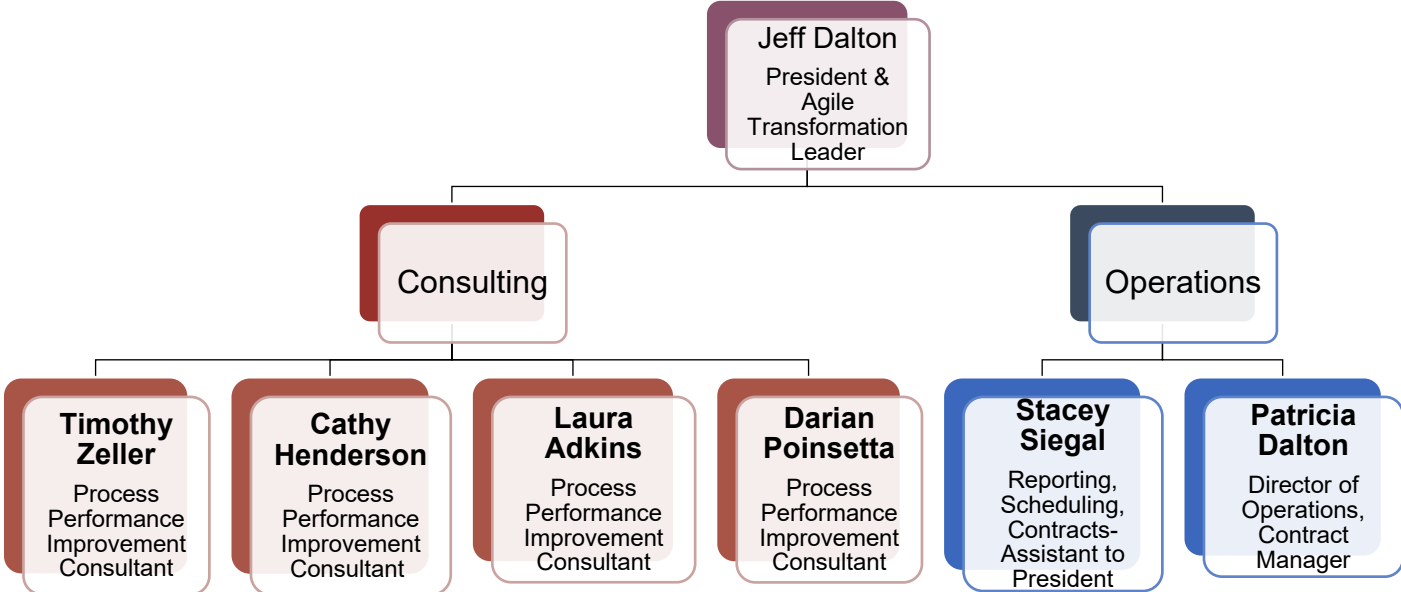 Jeff Dalton
President &
Agile
Transformation
Leader
Consulting
Operations
Timothy
Zeller
Process
Performance
Improvement
Consultant
Cathy
Henderson
Process
Performance
Improvement
Consultant
Laura
Adkins
Process
Performance
Improvement
Consultant
Darian
Poinsetta
Process
Performance
Improvement
Consultant
Stacey
Siegal
Reporting,
Scheduling,
Contracts-
Assistant to
President
Patricia
Dalton
Director of
Operations,
Contract
Manager